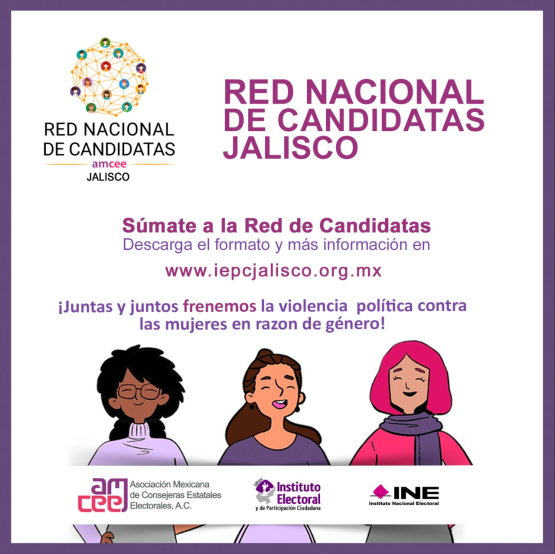 RED NACIONAL
DE CANDIDATAS
amcee
JALISCO
RED NACIONAL
DE CANDIDATAS
JALISCO
Súmate a la Red de Candidatas
Descarga el formato y más información en
www.iepcjalisco.org.mx
¡Juntas y juntos frenemos la violencia política contra
las mujeres en razon de género!
amcee
Asociación Mexicana
de Consejeras Estatales
Electorales, A.C.
Instituto
Electoral
y de Participación Ciudadana
INE
Instituto Nacional Electoral